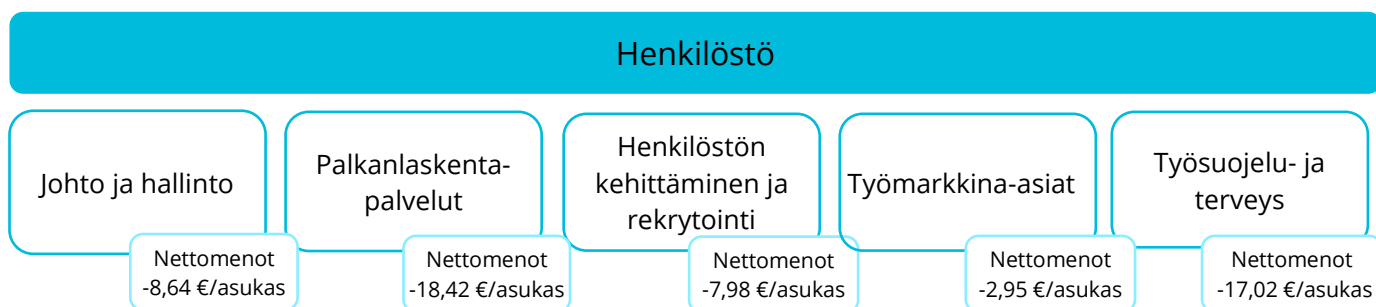 Henkilöstö
Johto ja hallinto
Nettomenot
-8,64 €/asukas
Palkanlaskenta-
palvelut
Nettomenot
-18,42 €/asukas
Henkilöstön
kehittäminen ja
rekrytointi
Nettomenot
-7,98 €/asukas
Työmarkkina-asiat
Nettomenot
-2,95 €/asukas
Työsuojelu- ja
terveys
Nettomenot
-17,02 €/asukas